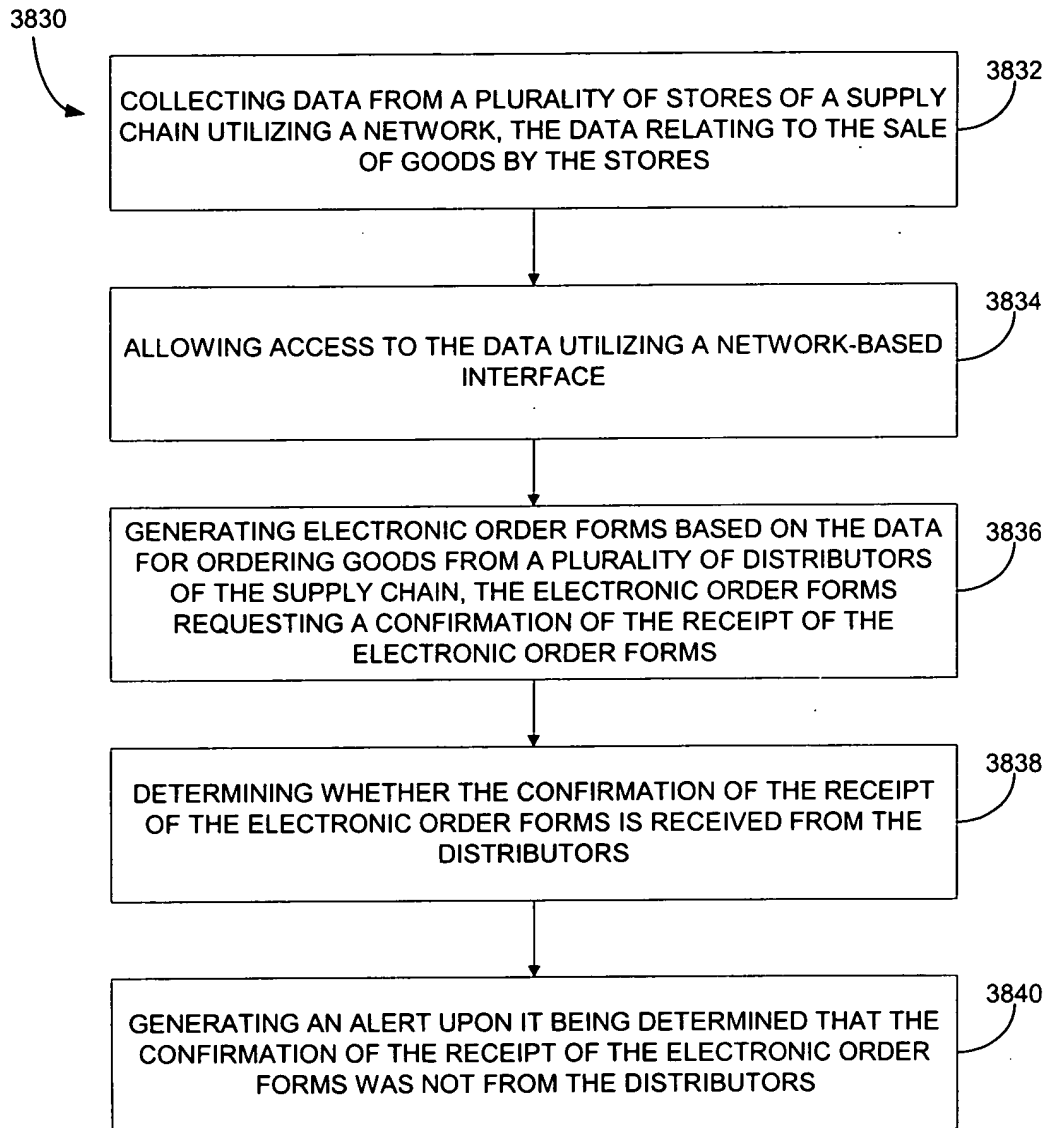 3830
3832
COLLECTING DATA FROM A PLURALITY OF STORES OF A SUPPLY
CHAIN UTILIZING A NETWORK, THE DATA RELATING TO THE SALE
OF GOODS BY THE STORES
3834
ALLOWING ACCESS TO THE DATA UTILIZING A NETWORK-BASED
INTERFACE
3836
GENERATING ELECTRONIC ORDER FORMS BASED ON THE DATA
FOR ORDERING GOODS FROM A PLURALITY OF DISTRIBUTORS
OF THE SUPPLY CHAIN, THE ELECTRONIC ORDER FORMS
REQUESTING A CONFIRMATION OF THE RECEIPT OF THE
ELECTRONIC ORDER FORMS
3838
DETERMINING WHETHER THE CONFIRMATION OF THE RECEIPT
OF THE ELECTRONIC ORDER FORMS IS RECEIVED FROM THE
DISTRIBUTORS
3840
GENERATING AN ALERT UPON IT BEING DETERMINED THAT THE
CONFIRMATION OF THE RECEIPT OF THE ELECTRONIC ORDER
FORMS WAS NOT FROM THE DISTRIBUTORS